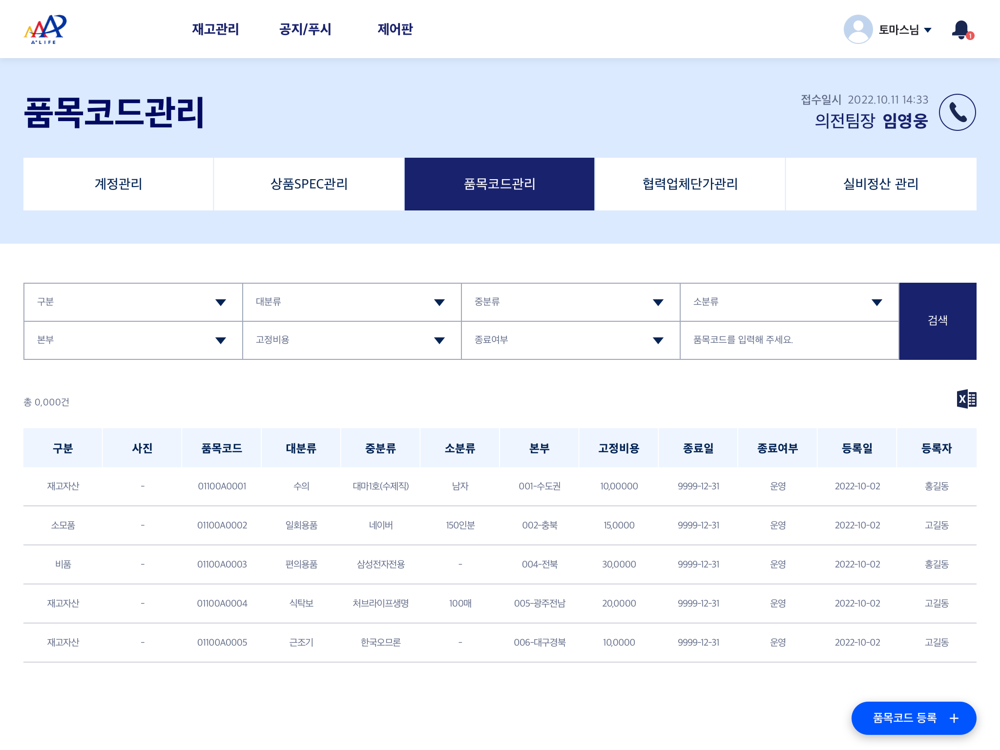 A+LIFE
재고관리 공지/푸시 제어판 토마스님 1
품목코드관리
접수일시 2022.10.11 14:33
의전팀장 임영웅
계정관리 상품SPEC관리 품목코드관리 협력업체단가관리 실비정산 관리
구분 대분류 중분류 소분류
검색
본부 고정비용 종료여부 품목코드를 입력해 주세요.
총 0,000건
X
구분 사진 품목코드 대분류 중분류 소분류 본부 고정비용 종료일 종료여부 등록일 등록자
재고자산 - 01100A0001 수의 대마1호(수제직) 남자 001-수도권 10,00000 9999-12-31 운영 2022-10-02 홍길동
소모품 - 01100A0002 일회용품 네이버 150인분 002-충북 15,0000 9999-12-31 운영 2022-10-02 고길동
비품 - 01100A0003 편의용품 삼성전자전용 - 004-전북 30,0000 9999-12-31 운영 2022-10-02 홍길동
재고자산 - 01100A0004 식탁보 처브라이프생명 100매 005-광주전남 20,0000 9999-12-31 운영 2022-10-02 고길동
재고자산 - 01100A0005 근조기 한국오므론 - 006-대구경북 10,0000 9999-12-31 운영 2022-10-02 고길동
품목코드 등록 +